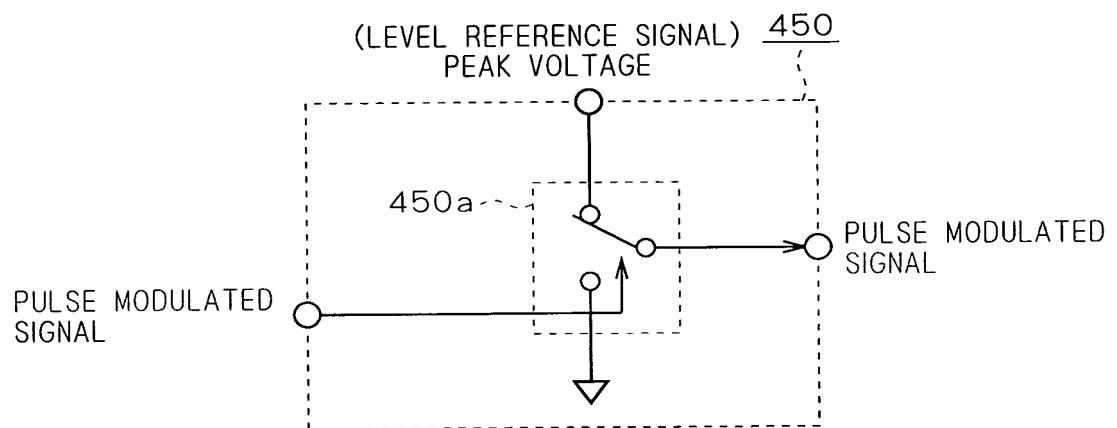 (LEVEL REFERENCE SIGNAL) 450
PEAK VOLTAGE
450a
PULSE MODULATED
SIGNAL
PULSE MODULATED
SIGNAL